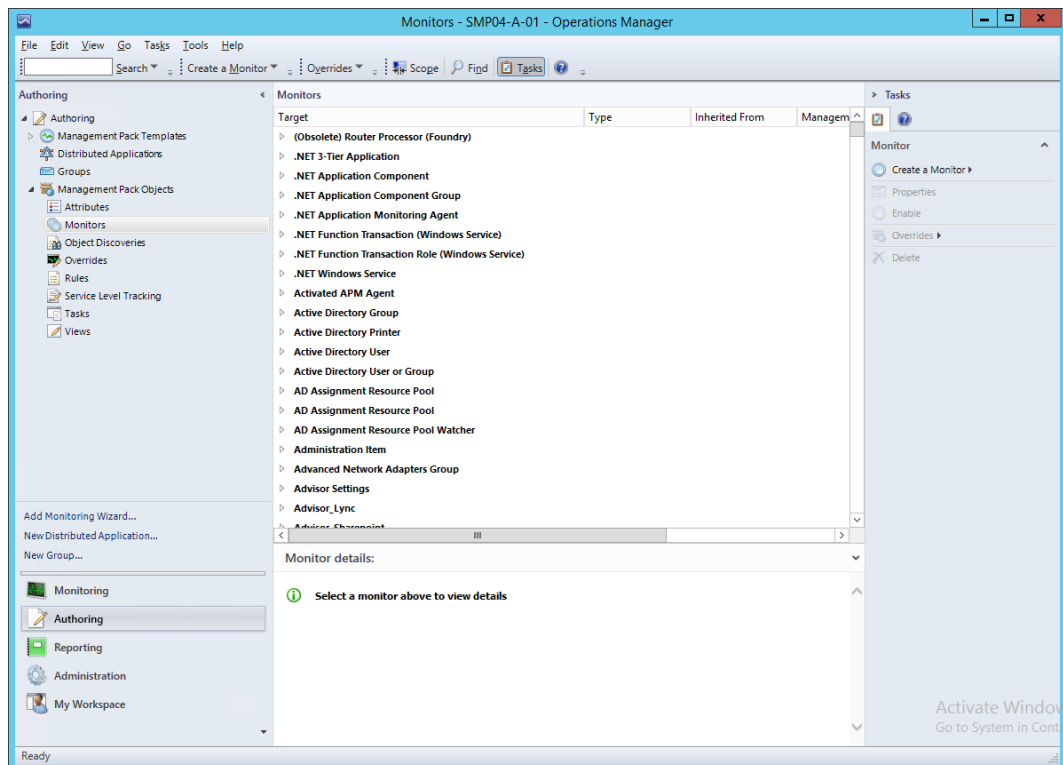 Monitors - SMP04-A-01 - Operations Manager
File Edit View Go Tasks Tools Help
Search Create a Monitor Overrides Scope Find Tasks
Authoring
Authoring
Management Pack Templates
Distributed Applications
Groups
Management Pack Objects
Attributes
Monitors
Object Discoveries
Overrides
Rules
Service Level Tracking
Tasks
Views
Add Monitoring Wizard...
New Distributed Application...
New Group...
Monitoring
Authoring
Reporting
Administration
My Workspace
Monitors
Target Type Inherited From Managem
(Obsolete) Router Processor (Foundry)
.NET 3-Tier Application
.NET Application Component
.NET Application Component Group
.NET Application Monitoring Agent
.NET Function Transaction (Windows Service)
.NET Function Transaction Role (Windows Service)
.NET Windows Service
Activated APM Agent
Active Directory Group
Active Directory Printer
Active Directory User
Active Directory User or Group
AD Assignment Resource Pool
AD Assignment Resource Pool
AD Assignment Resource Pool Watcher
Administration Item
Advanced Network Adapters Group
Advisor Settings
Advisor_Lync
Advisor_Sharepoint
Monitor details:
Select a monitor above to view details
Tasks
Monitor
Create a Monitor
Properties
Enable
Overrides
Delete
Activate Window
Go to System in Cont
Ready